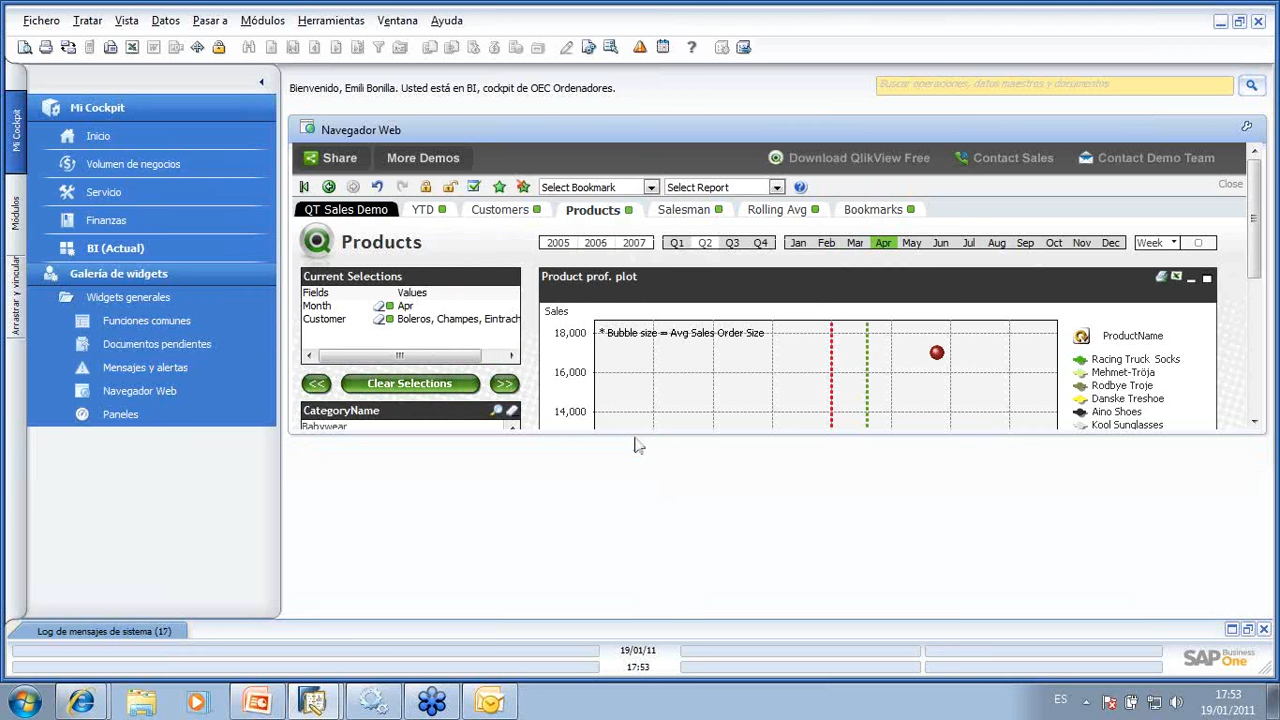 Fichero Tratar Vista Datos Pasar a Módulos Herramientas Ventana Ayuda
Mi Cockpit
Módulos
Arrastrar y vincular
Mi Cockpit
Inicio
Volumen de negocios
Servicio
Finanzas
BI (Actual)
Galería de widgets
Widgets generales
Funciones comunes
Documentos pendientes
Mensajes y alertas
Navegador Web
Paneles
Bienvenido, Emili Bonilla. Usted está en BI, cockpit de OEC Ordenadores.
Buscar operaciones, datos maestros y documentos
Navegador Web
Share More Demos Download QlikView Free Contact Sales Contact Demo Team
Select Bookmark Select Report Close
QT Sales Demo YTD Customers Products Salesman Rolling Avg Bookmarks
Products 2005 2006 2007 Q1 Q2 Q3 Q4 Jan Feb Mar Apr May Jun Jul Aug Sep Oct Nov Dec Week
Current Selections
Fields Values
Month Apr
Customer Boleros, Champes, Eintrach
<< Clear Selections >>
CategoryName
Babywear
Product prof. plot
Sales
* Bubble size = Avg Sales Order Size
18,000
16,000
14,000
ProductName
Racing Truck Socks
Mehmet-Tröja
Rodbye Troje
Danske Treshoe
Aino Shoes
Kool Sunglasses
Log de mensajes de sistema (17)
19/01/11
17:53
SAP Business One
ES
17:53
19/01/2011